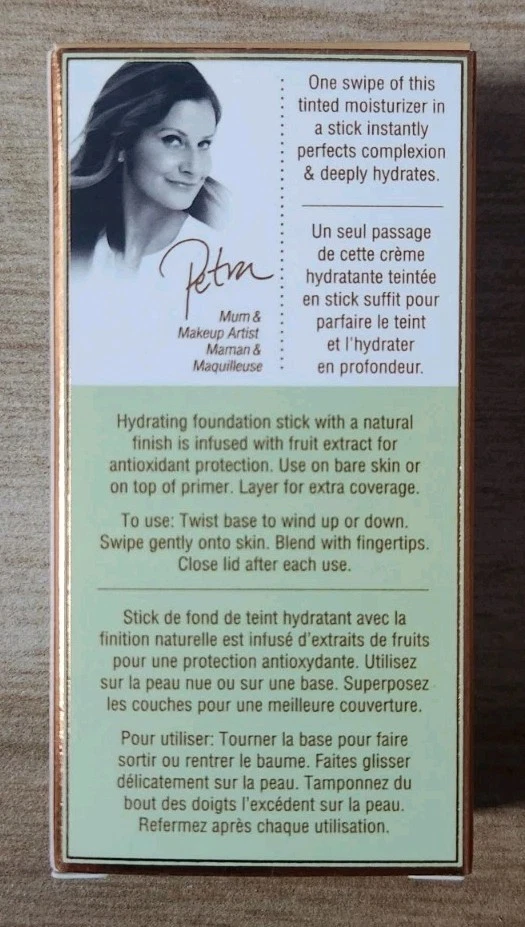 One swipe of this
tinted moisturizer in
a stick instantly
perfects complexion
& deeply hydrates.
Un seul passage
de cette crème
hydratante teintée
en stick suffit pour
parfaire le teint
et l'hydrater
en profondeur.
Petra
Mum &
Makeup Artist
Maman &
Maquilleuse
Hydrating foundation stick with a natural
finish is infused with fruit extract for
antioxidant protection. Use on bare skin or
on top of primer. Layer for extra coverage.
To use: Twist base to wind up or down.
Swipe gently onto skin. Blend with fingertips.
Close lid after each use.
Stick de fond de teint hydratant avec la
finition naturelle est infusé d'extraits de fruits
pour une protection antioxydante. Utilisez
sur la peau nue ou sur une base. Superposez
les couches pour une meilleure couverture.
Pour utiliser: Tourner la base pour faire
sortir ou rentrer le baume. Faites glisser
délicatement sur la peau. Tamponnez du
bout des doigts l'excédent sur la peau.
Refermez après chaque utilisation.